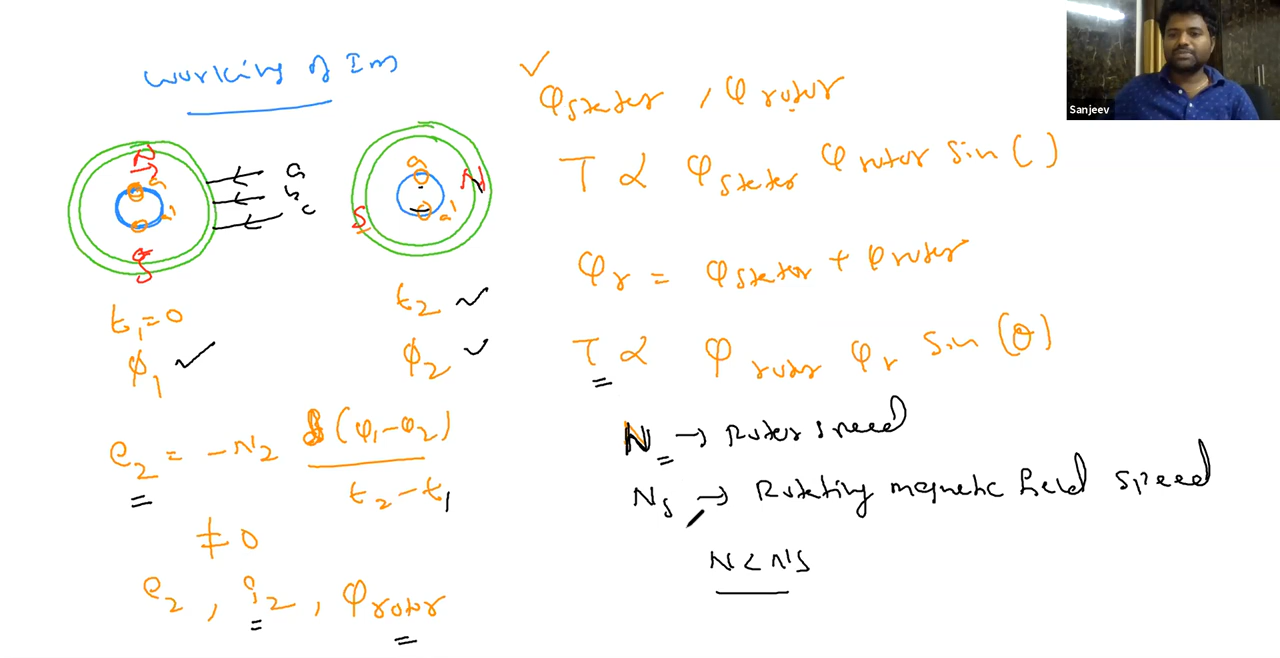 Working of Im
N
a
a'
S
a
b
c
a
N
S
a'
t₁ = 0
ϕ₁ ✓
t₂ ✓
ϕ₂ ✓
e₂ = -N₂ (φ₁-φ₂)
t₂-t₁
≠ 0
e₂ , i₂ , φrotor
✓
φstator , φrotor
T ∝ φstator φrotor sin( )
φr = φstator + φrotor
T ∝ φrotor φr sin(θ)
N → Rotor speed
Ns → Rotating magnetic field speed
N < Ns
Sanjeev